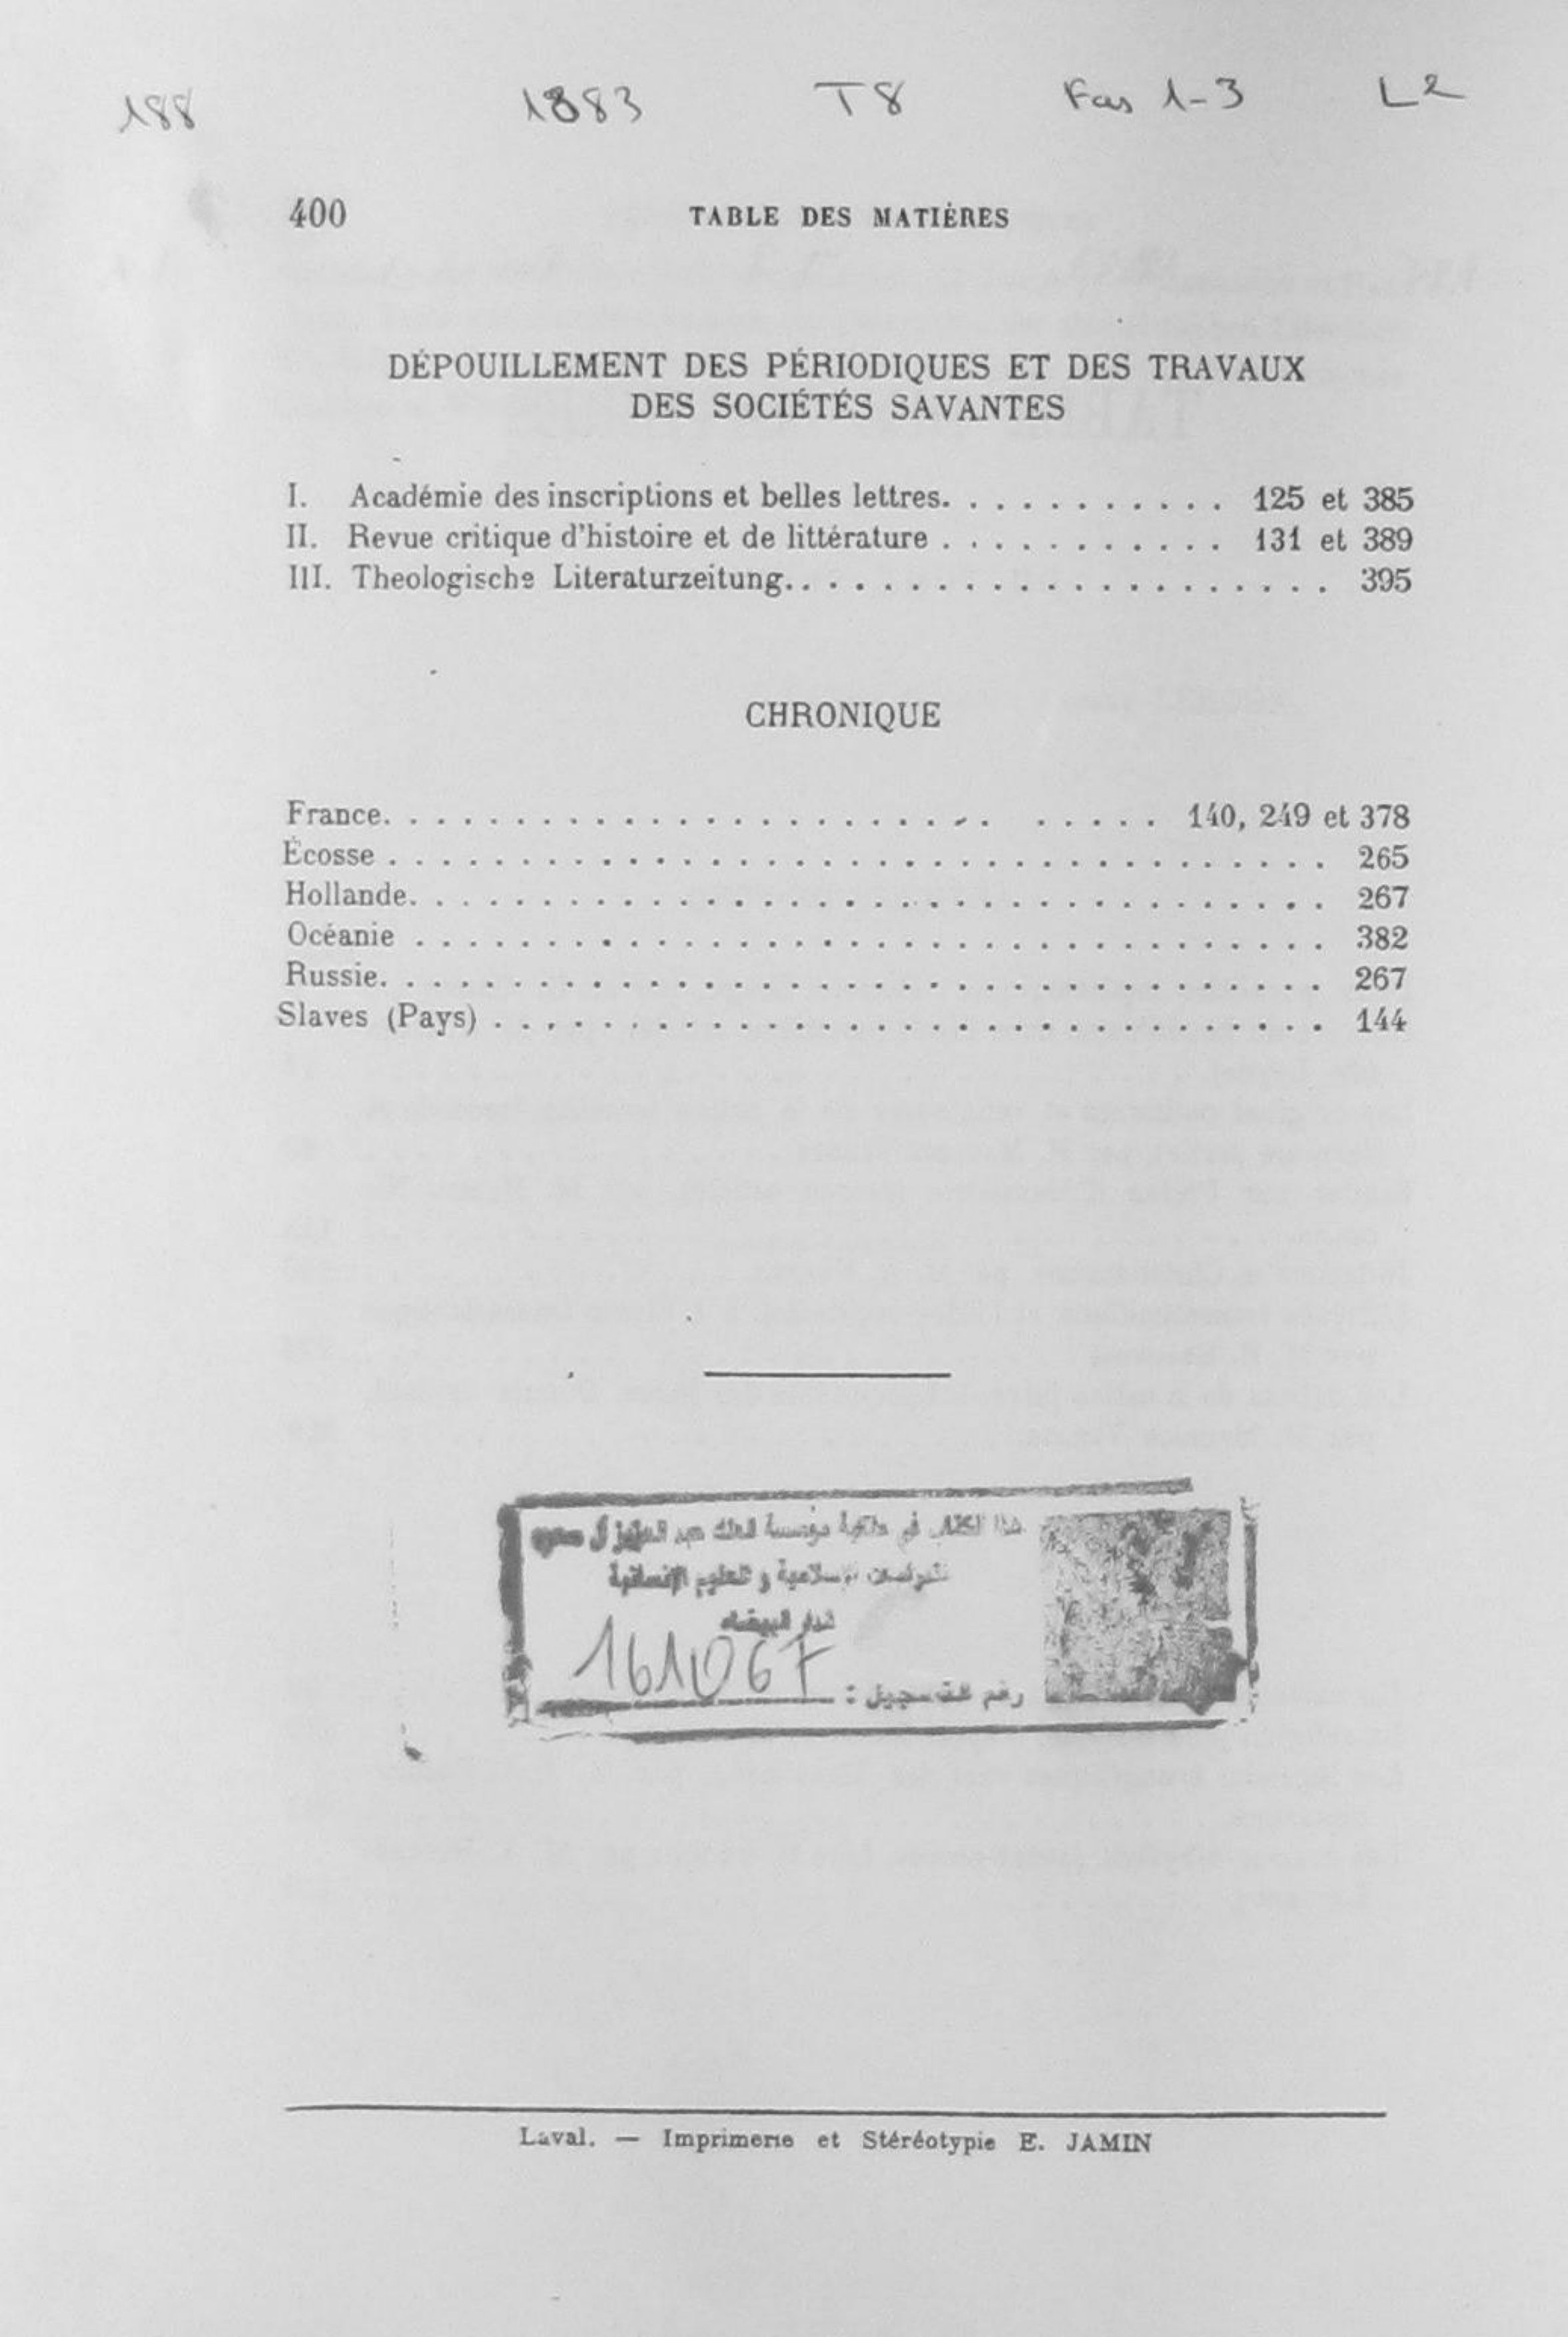 188 1883 T8 Fas 1-3 L2
400 TABLE DES MATIÈRES
DÉPOUILLEMENT DES PÉRIODIQUES ET DES TRAVAUX
DES SOCIÉTÉS SAVANTES
I. Académie des inscriptions et belles lettres. . . . . . . . . . . . 125 et 385
II. Revue critique d'histoire et de littérature . . . . . . . . . . . 131 et 389
III. Theologische Literaturzeitung. . . . . . . . . . . . . . . . . . . . . 395
CHRONIQUE
France. . . . . . . . . . . . . . . . . . . . . . . . . . . . . 140, 249 et 378
Écosse . . . . . . . . . . . . . . . . . . . . . . . . . . . . . . . . . . . 265
Hollande. . . . . . . . . . . . . . . . . . . . . . . . . . . . . . . . . . . 267
Océanie . . . . . . . . . . . . . . . . . . . . . . . . . . . . . . . . . . 382
Russie. . . . . . . . . . . . . . . . . . . . . . . . . . . . . . . . . . . . 267
Slaves (Pays) . . . . . . . . . . . . . . . . . . . . . . . . . . . . . . . 144
هذا الكتاب في مكتبة مؤسسة الملك عبد العزيز آل سعود
للدراسات الإسلامية و العلوم الإنسانية
الدار البيضاء
رقم التسجيل : 161067
Laval. — Imprimerie et Stéréotypie E. JAMIN